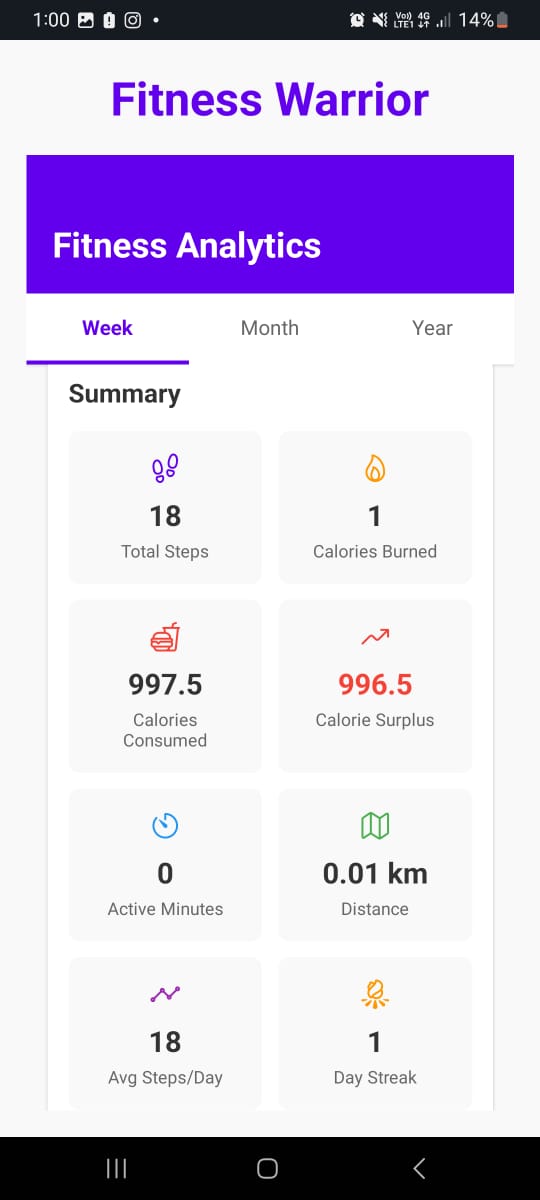 1:00
Vo)) 4G
LTE1 14%
Fitness Warrior
Fitness Analytics
Week Month Year
Summary
18 1
Total Steps Calories Burned
997.5 996.5
Calories Calorie Surplus
Consumed
0 0.01 km
Active Minutes Distance
18 1
Avg Steps/Day Day Streak